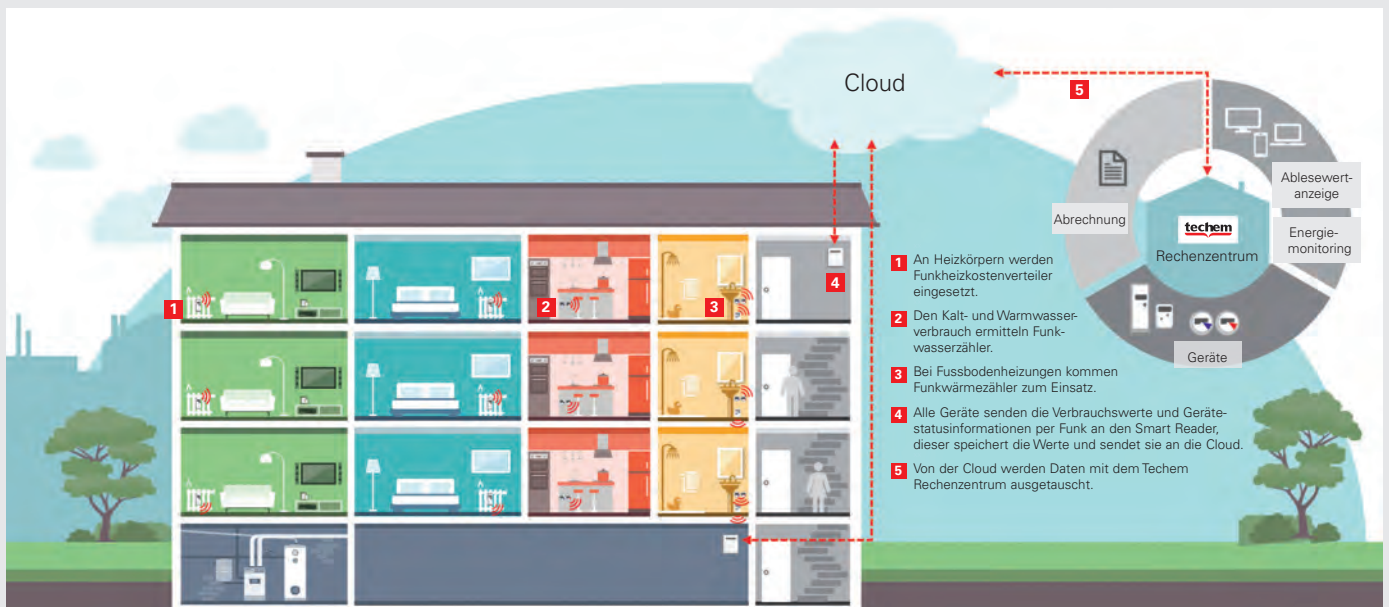 Cloud
5
Ablesewert-
anzeige
Abrechnung
techem
Rechenzentrum
Energie-
monitoring
Geräte
1
2
3
4
1 An Heizkörpern werden
Funkheizkostenverteiler
eingesetzt.
2 Den Kalt- und Warmwasser-
verbrauch ermitteln Funk-
wasserzähler.
3 Bei Fussbodenheizungen kommen
Funkwärmezähler zum Einsatz.
4 Alle Geräte senden die Verbrauchswerte und Geräte-
statusinformationen per Funk an den Smart Reader,
dieser speichert die Werte und sendet sie an die Cloud.
5 Von der Cloud werden Daten mit dem Techem
Rechenzentrum ausgetauscht.